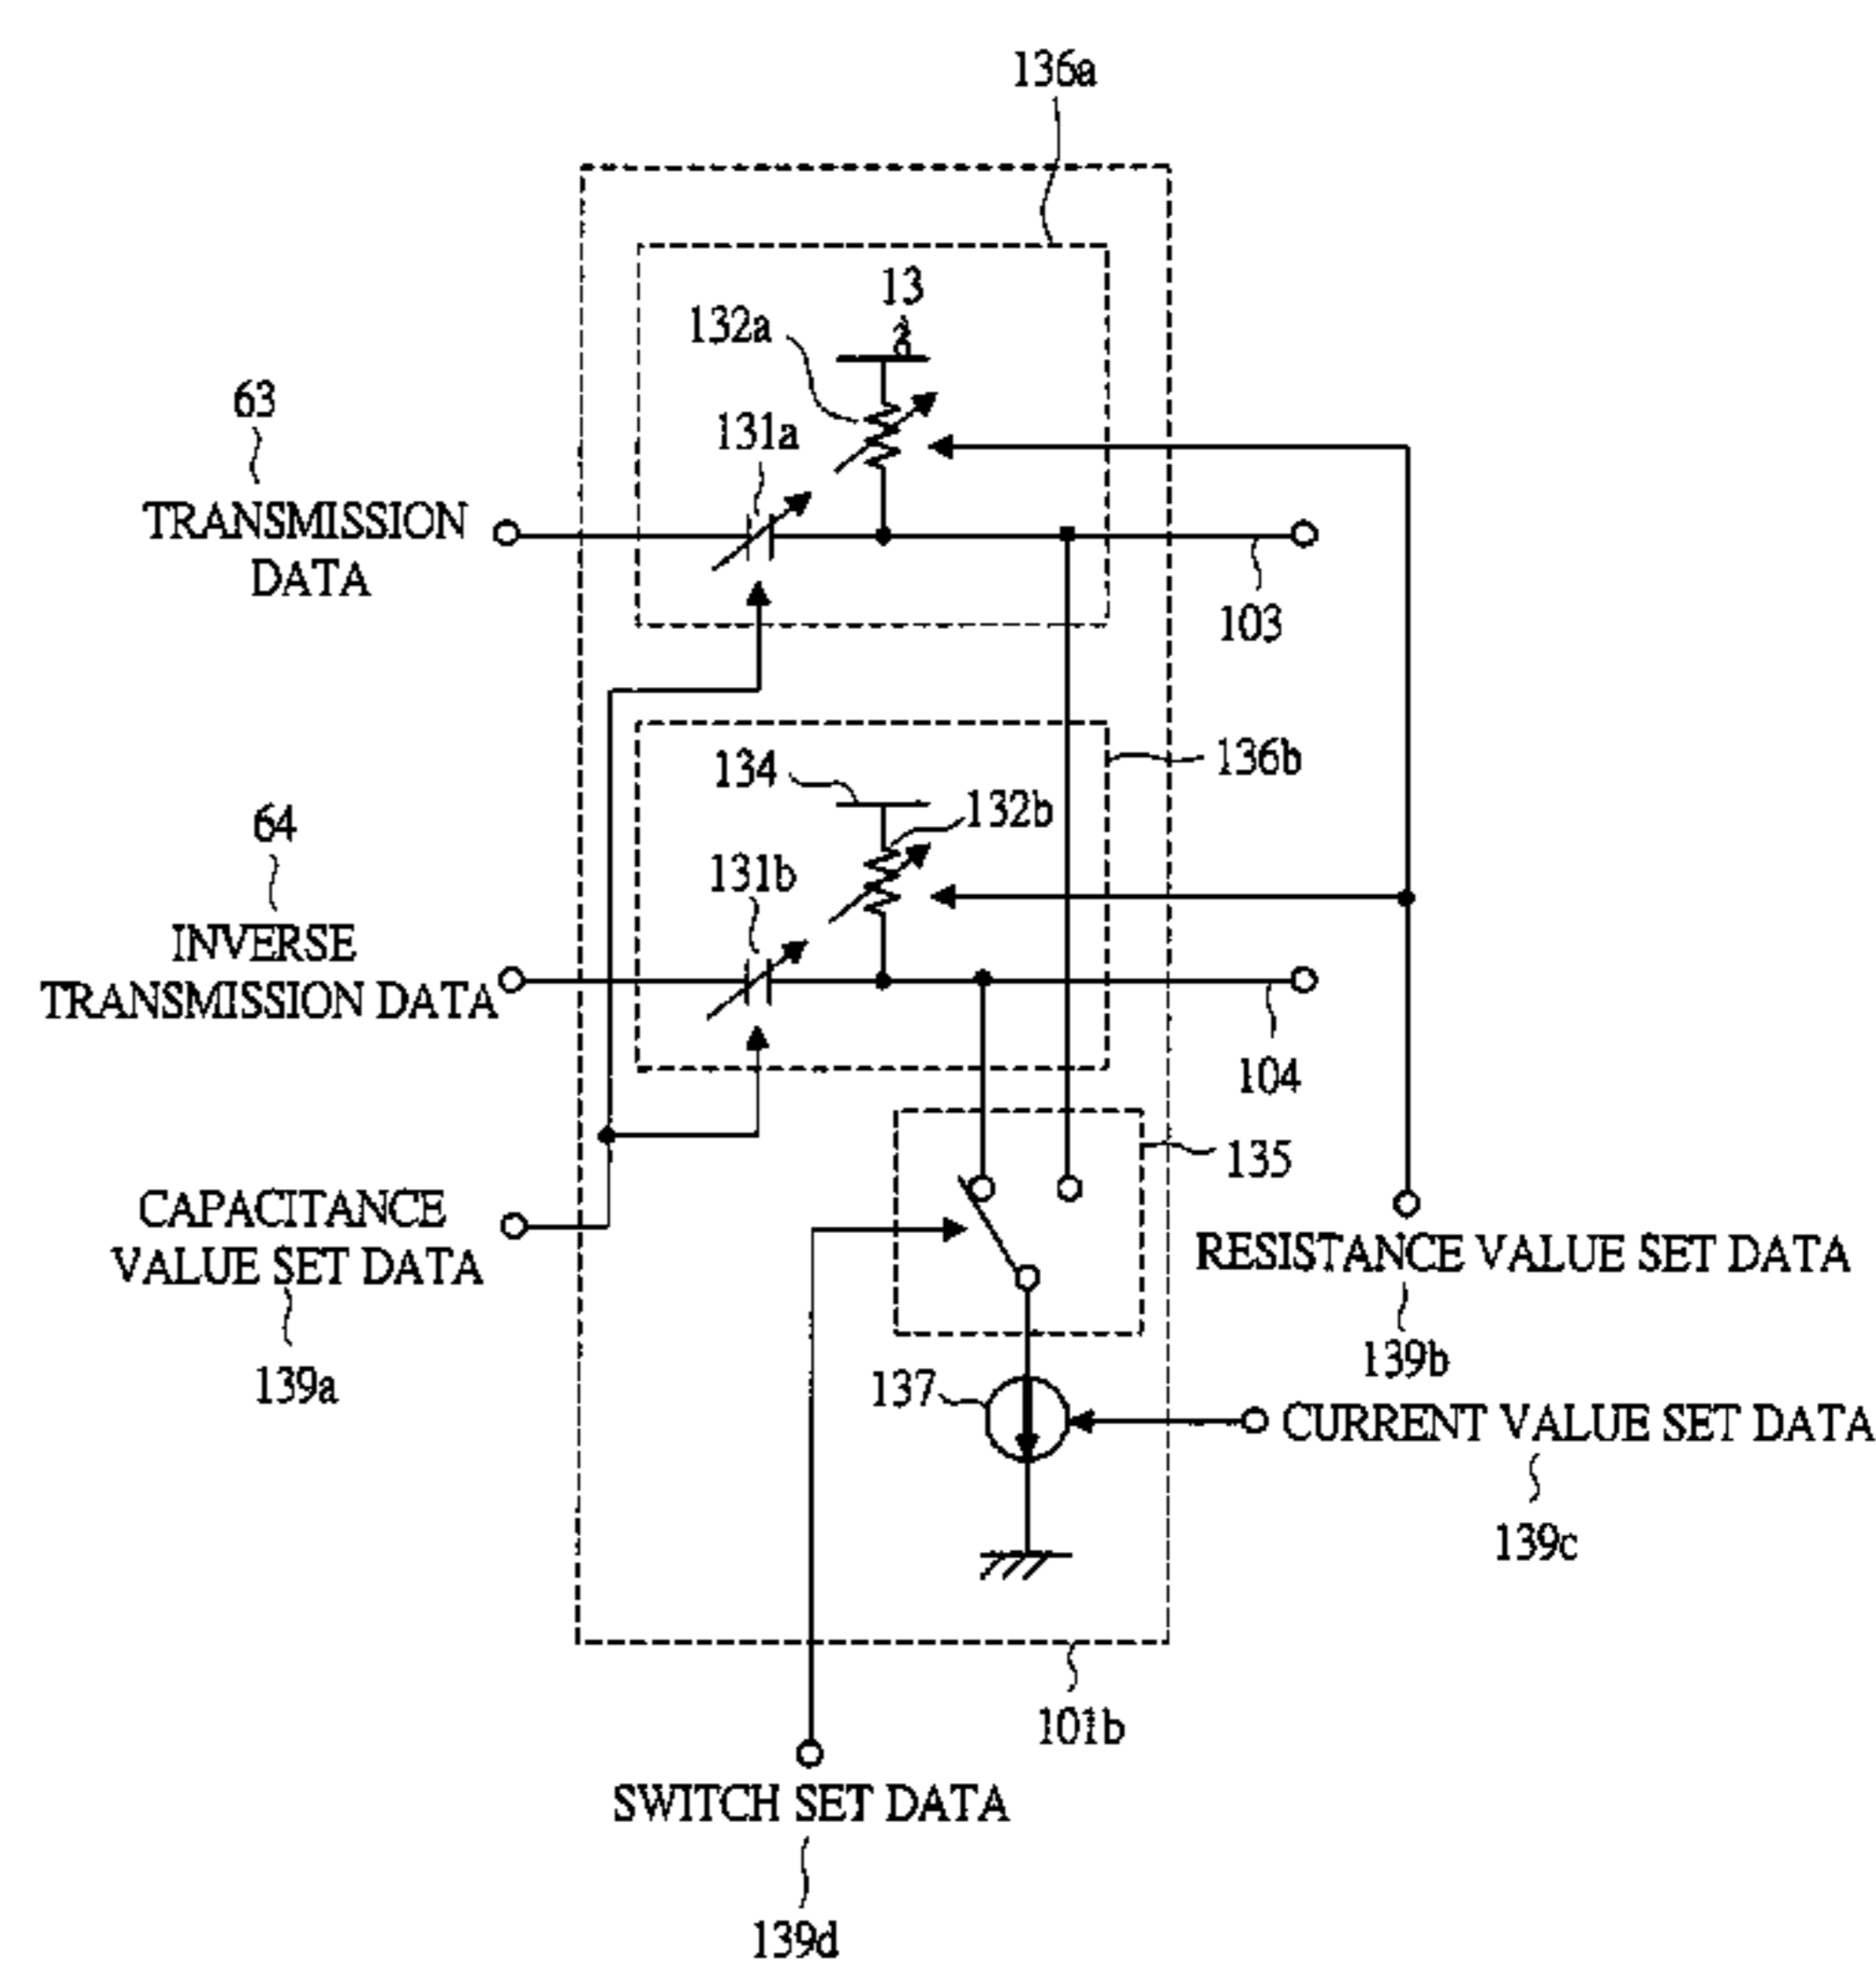 136a
13
132a
63
131a
TRANSMISSION
DATA
103
134
136b
132b
64
131b
INVERSE
TRANSMISSION DATA
104
135
CAPACITANCE
VALUE SET DATA
RESISTANCE VALUE SET DATA
139a
139b
137
CURRENT VALUE SET DATA
139c
101b
SWITCH SET DATA
139d